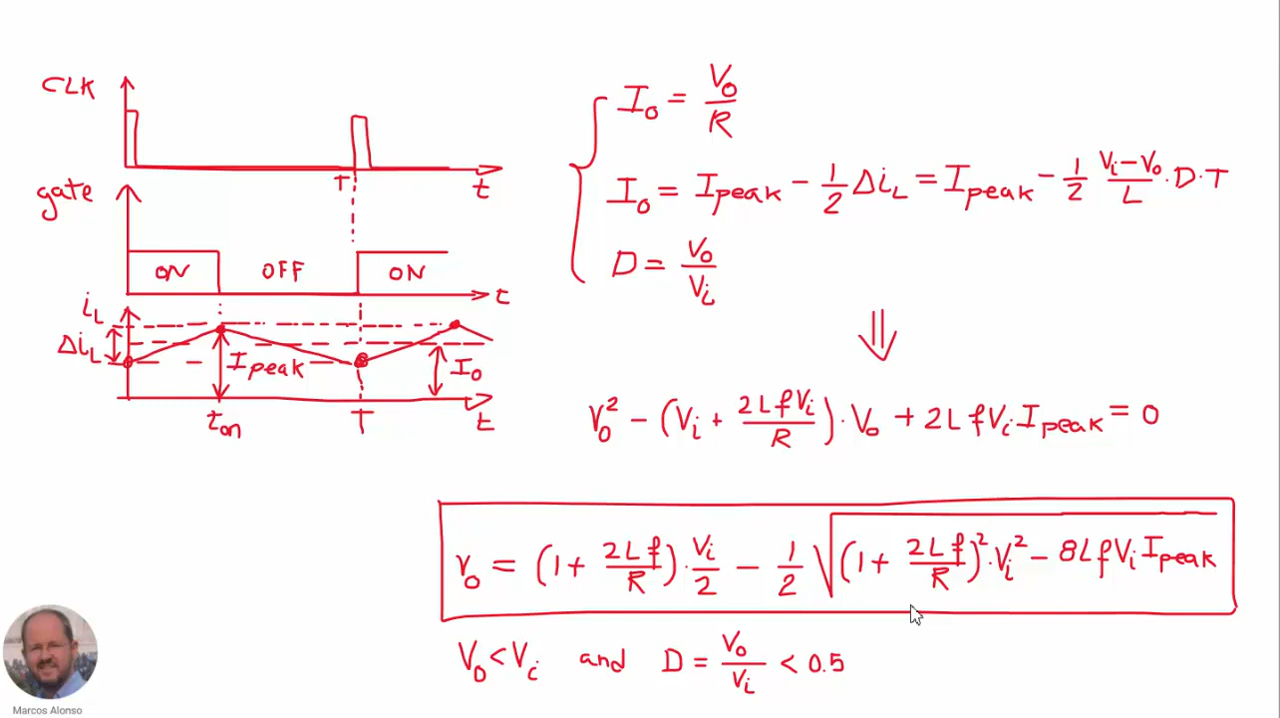 CLK
T
t
gate
ON
OFF
ON
t
i_L
Δi_L
I_peak
I_o
t_on
T
t
I_o = V_o/R
I_o = I_peak − 1/2 Δi_L = I_peak − 1/2 (V_i − V_o)/L · D · T
D = V_o/V_i
⇓
V_o² − (V_i + 2LfV_i/R) · V_o + 2LfV_i I_peak = 0
V_o = (1 + 2Lf/R) · V_i/2 − 1/2 √((1 + 2Lf/R)² · V_i² − 8LfV_i I_peak)
V_o < V_i and D = V_o/V_i < 0.5
Marcos Alonso